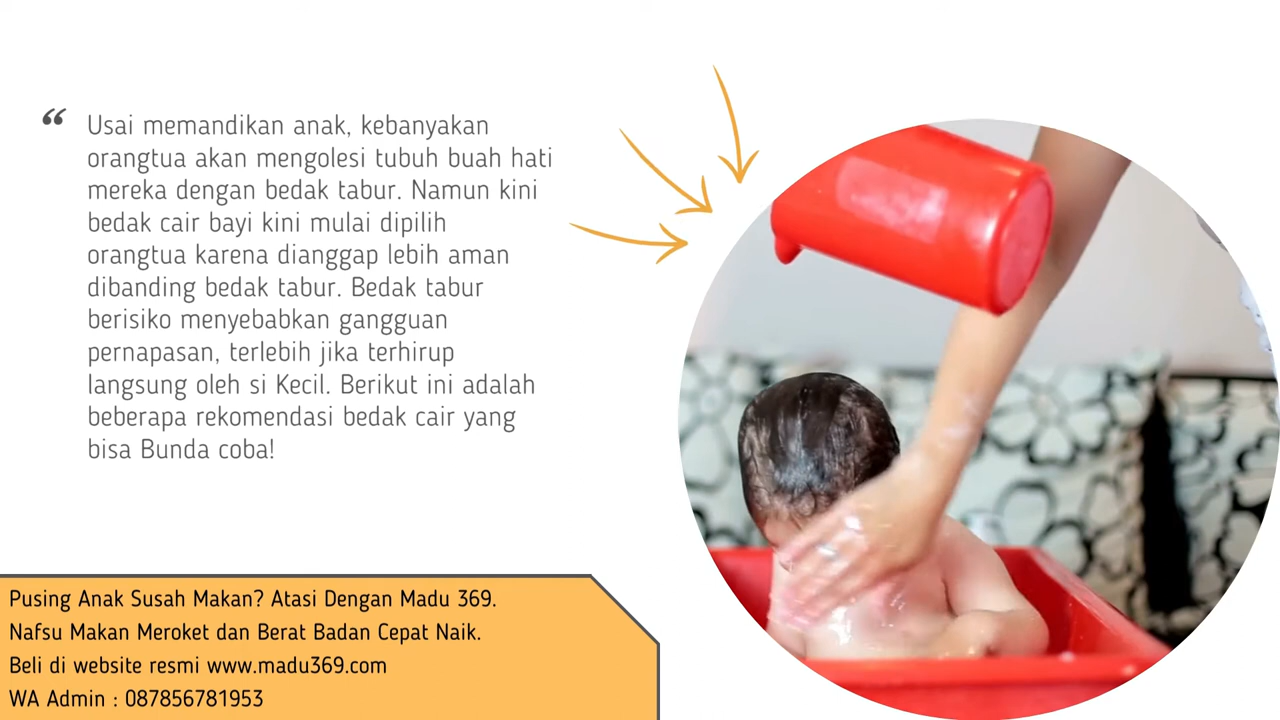 “ Usai memandikan anak, kebanyakan
orangtua akan mengolesi tubuh buah hati
mereka dengan bedak tabur. Namun kini
bedak cair bayi kini mulai dipilih
orangtua karena dianggap lebih aman
dibanding bedak tabur. Bedak tabur
berisiko menyebabkan gangguan
pernapasan, terlebih jika terhirup
langsung oleh si Kecil. Berikut ini adalah
beberapa rekomendasi bedak cair yang
bisa Bunda coba!
Pusing Anak Susah Makan? Atasi Dengan Madu 369.
Nafsu Makan Meroket dan Berat Badan Cepat Naik.
Beli di website resmi www.madu369.com
WA Admin : 087856781953